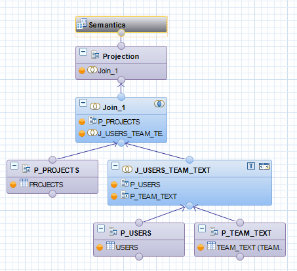 Semantics
Projection
Join_1
Join_1
P_PROJECTS
J_USERS_TEAM_TE...
P_PROJECTS
PROJECTS
J_USERS_TEAM_TEXT
P_USERS
P_TEAM_TEXT
P_USERS
USERS
P_TEAM_TEXT
TEAM_TEXT (TEAM...